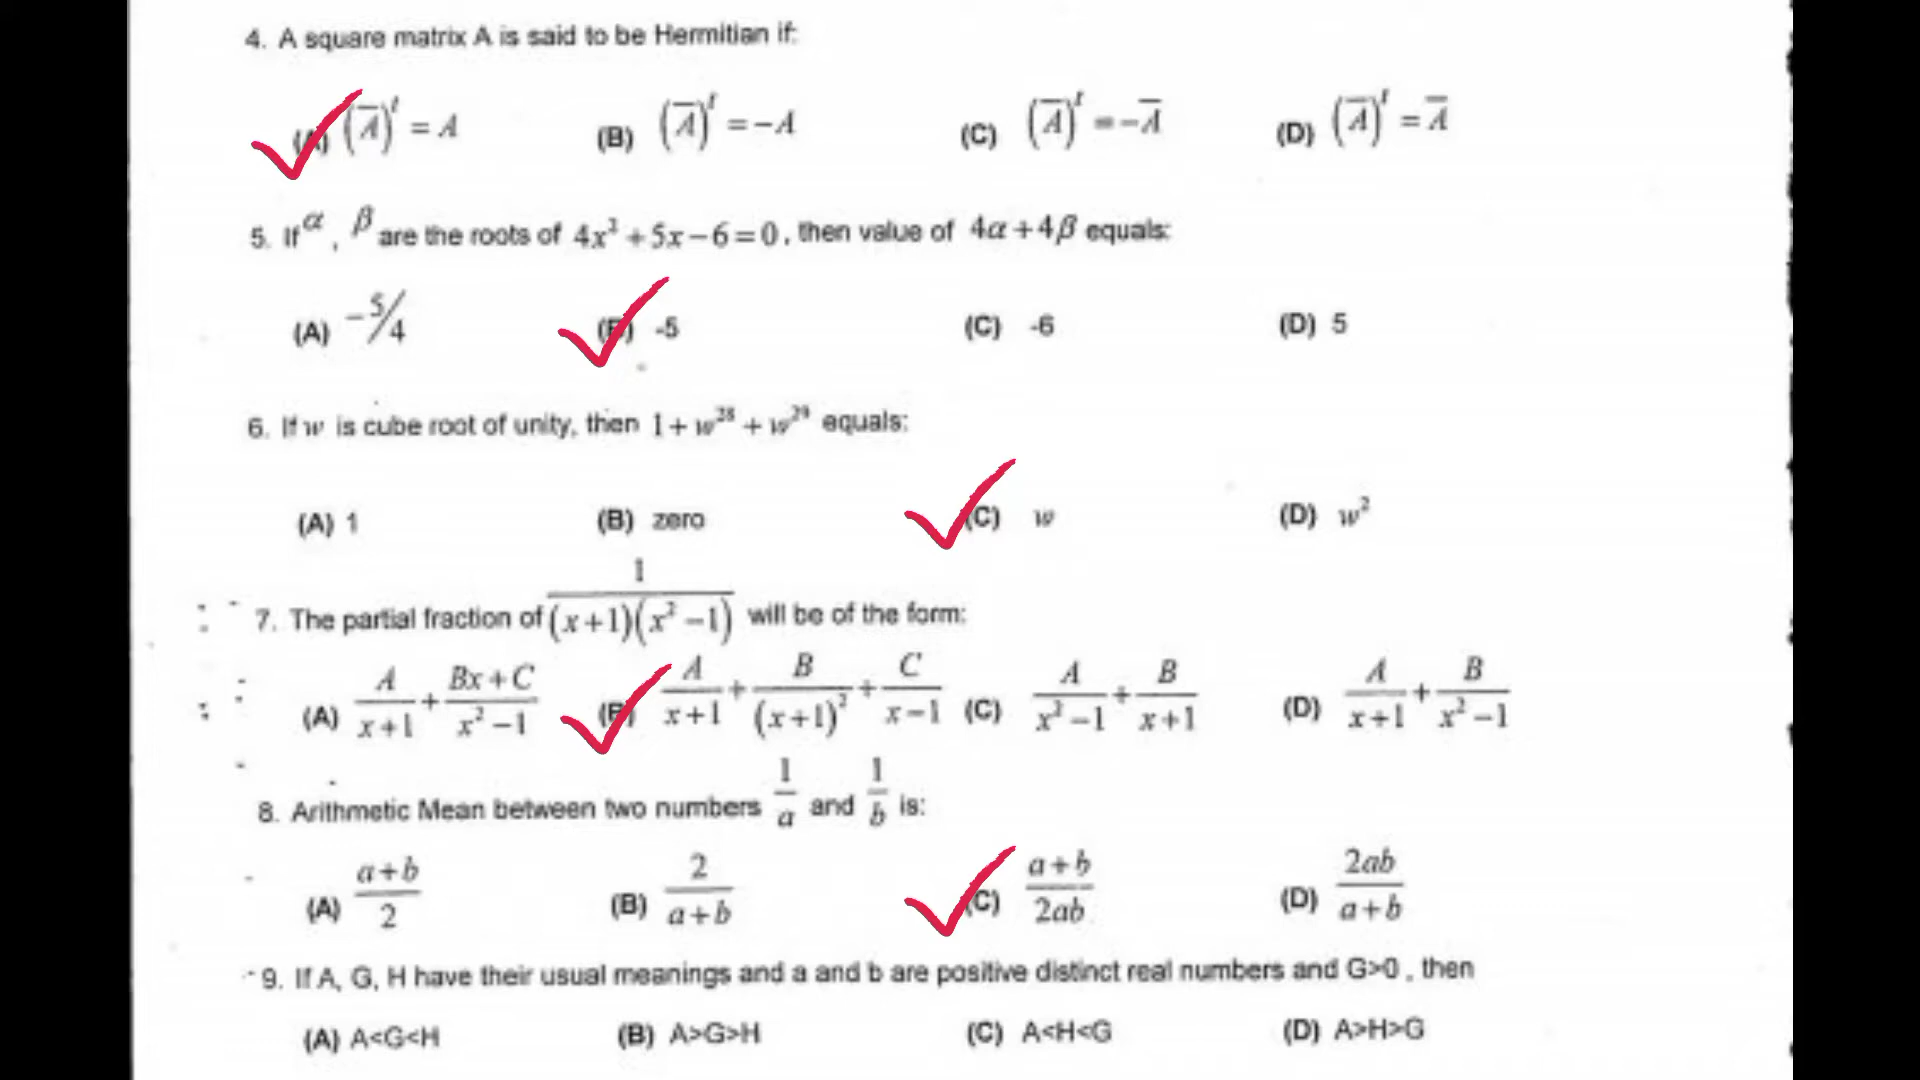 4. A square matrix A is said to be Hermitian if:
(A) (A̅)ᵗ = A (B) (A̅)ᵗ = −A (C) (A̅)ᵗ = −A̅ (D) (A̅)ᵗ = A̅
5. If α , β are the roots of 4x² + 5x − 6 = 0 , then value of 4α + 4β equals:
(A) −5/4 (B) -5 (C) -6 (D) 5
6. If w is cube root of unity, then 1 + w²⁸ + w²⁹ equals:
(A) 1 (B) zero (C) w (D) w²
7. The partial fraction of 1/((x+1)(x²−1)) will be of the form:
(A) A/(x+1) + (Bx+C)/(x²−1) (B) A/(x+1) + B/(x+1)² + C/(x−1) (C) A/(x²−1) + B/(x+1) (D) A/(x+1) + B/(x²−1)
8. Arithmetic Mean between two numbers 1/a and 1/b is:
(A) (a+b)/2 (B) 2/(a+b) (C) (a+b)/2ab (D) 2ab/(a+b)
9. If A, G, H have their usual meanings and a and b are positive distinct real numbers and G>0 , then
(A) A<G<H (B) A>G>H (C) A<H<G (D) A>H>G